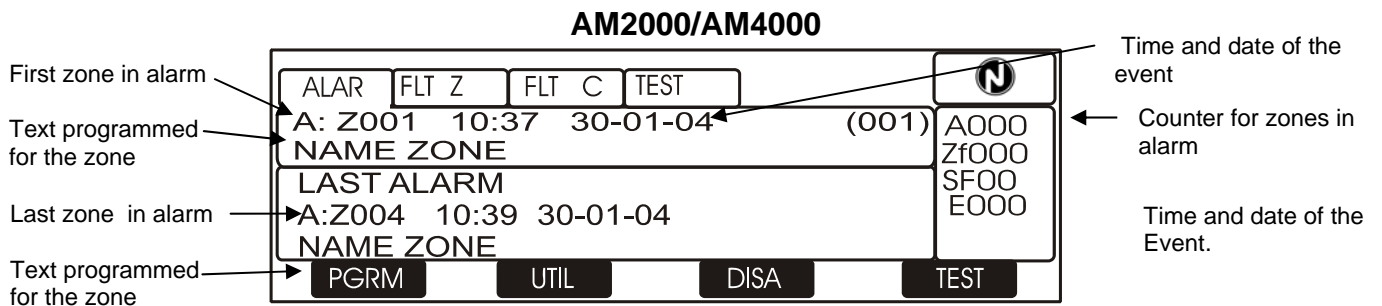 AM2000/AM4000
First zone in alarm
Text programmed
for the zone
Last zone in alarm
Text programmed
for the zone
ALAR FLT Z FLT C TEST
N
A: Z001 10:37 30-01-04 (001)
NAME ZONE
LAST ALARM
A:Z004 10:39 30-01-04
NAME ZONE
A000
Zf000
SF00
E000
PGRM UTIL DISA TEST
Time and date of the
event
Counter for zones in
alarm
Time and date of the
Event.